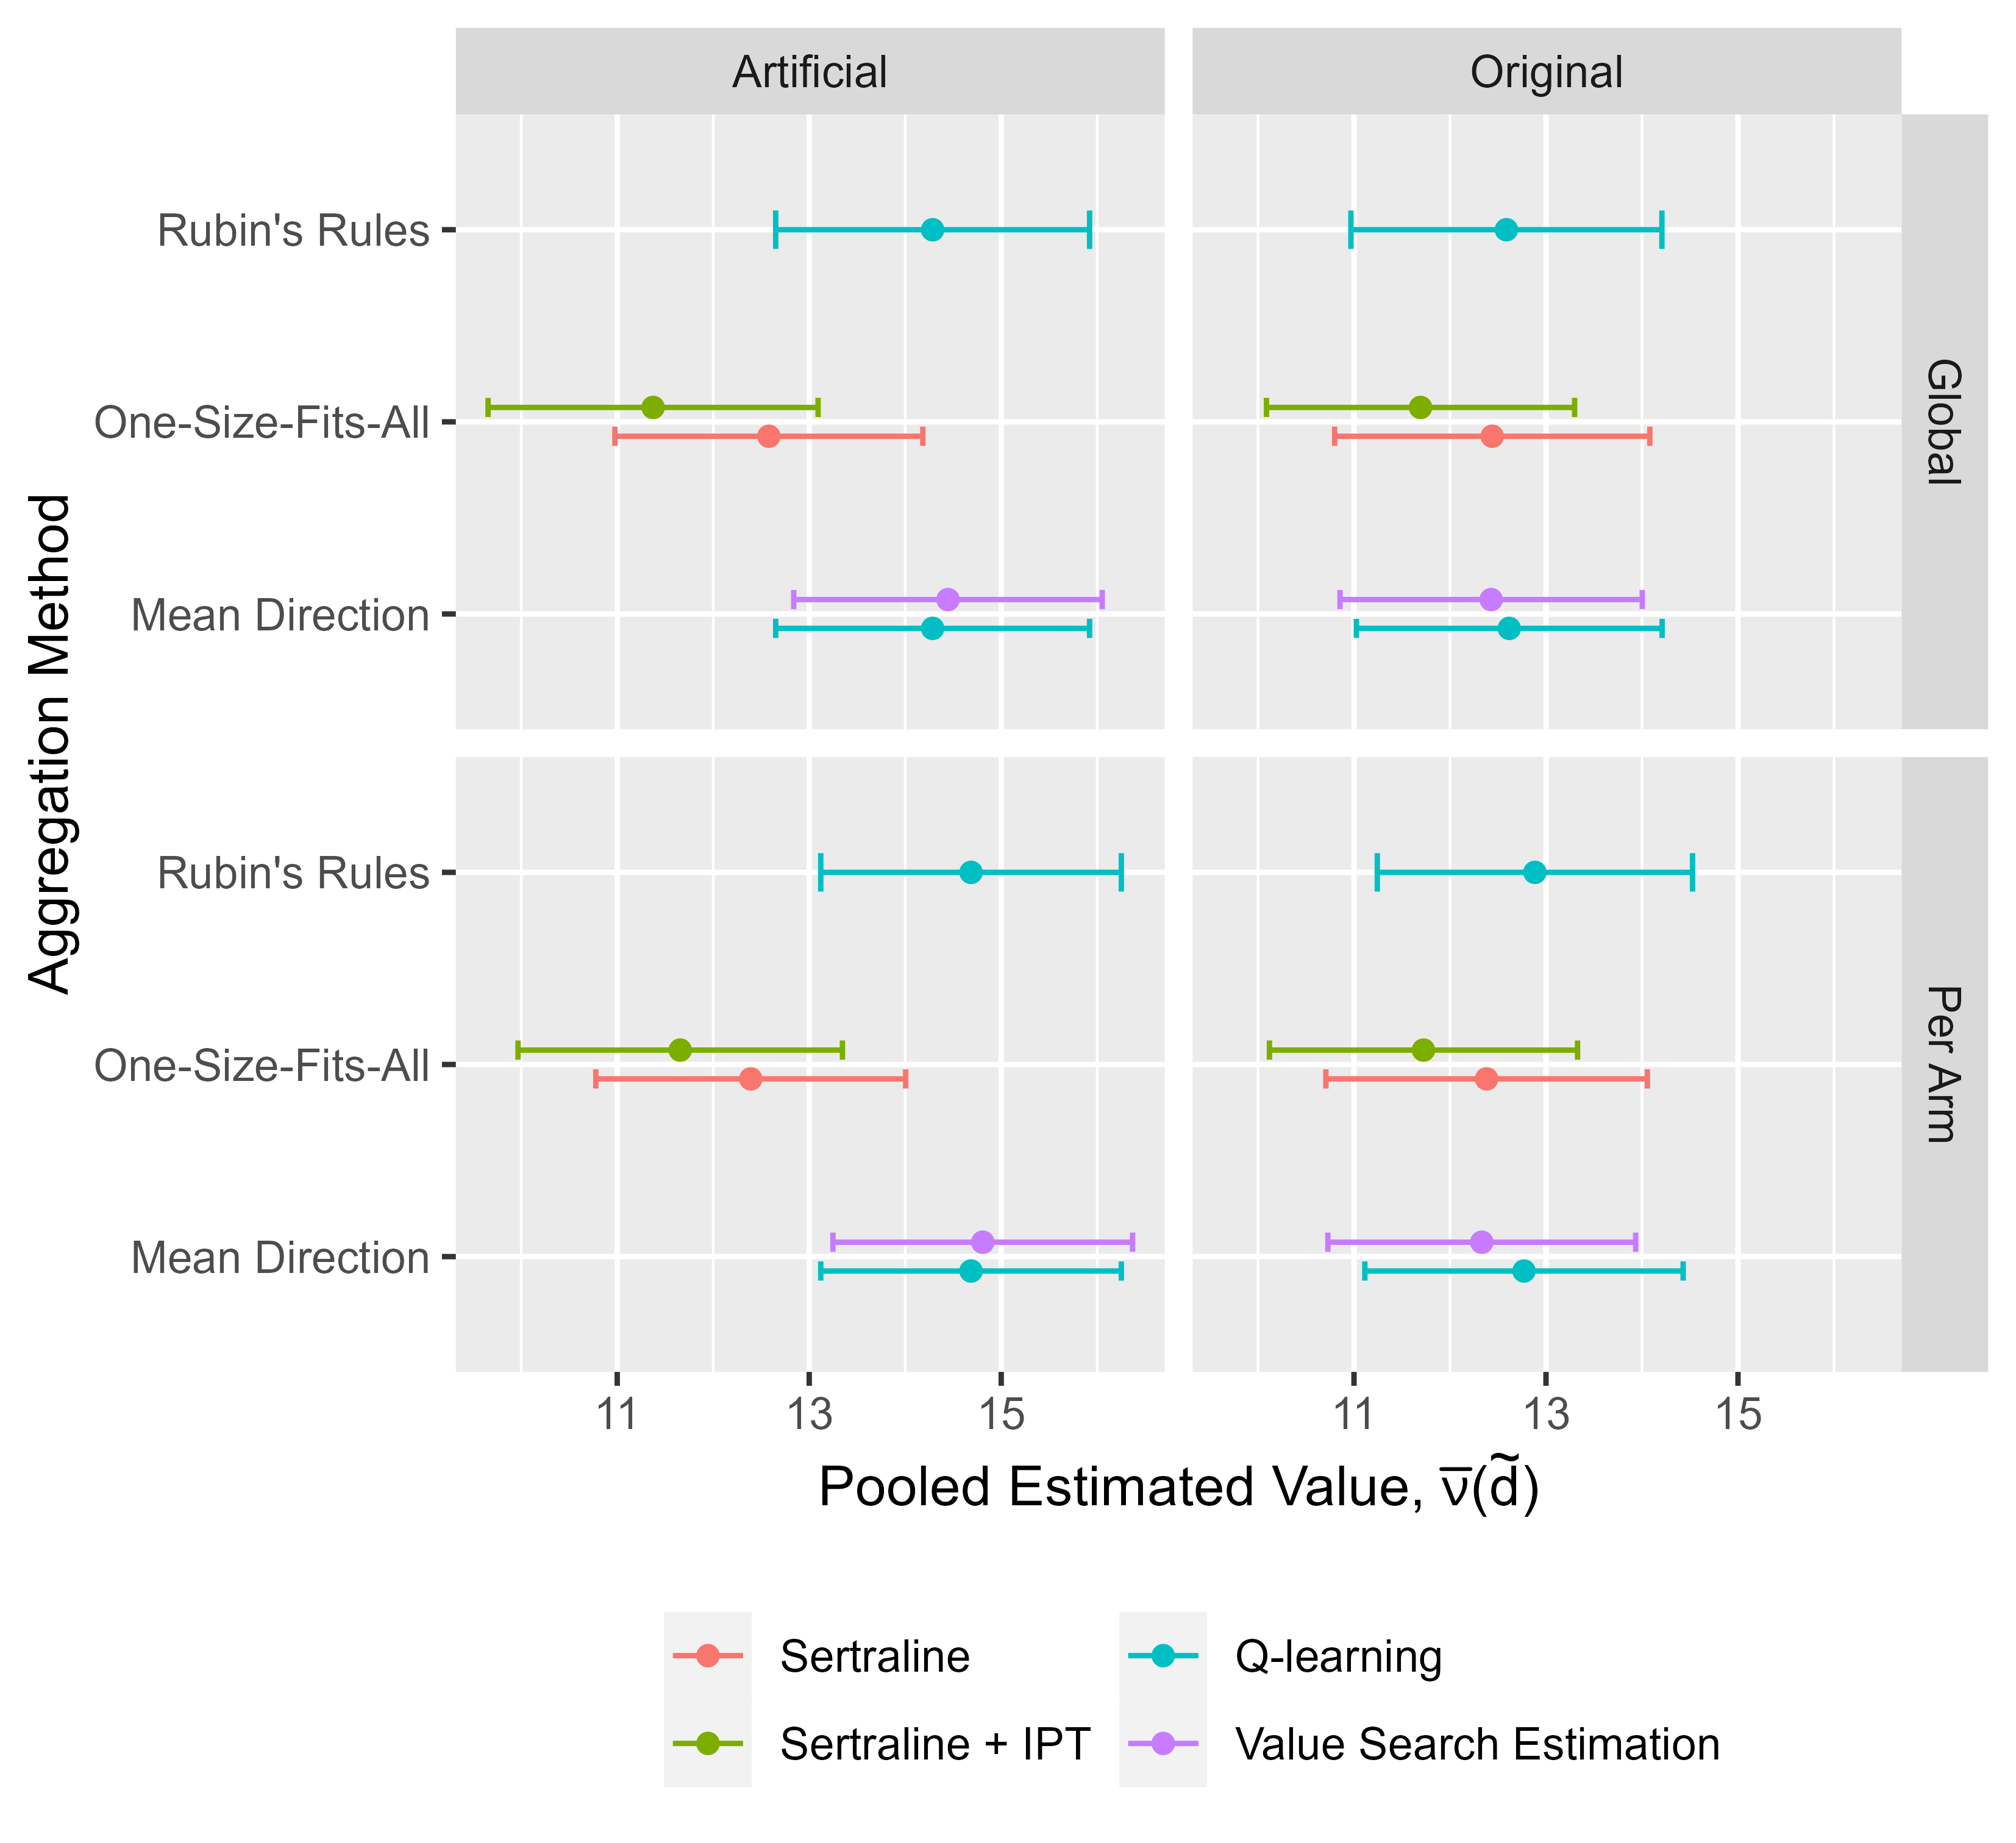 Artificial
Original
Aggregation Method
Rubin's Rules
One-Size-Fits-All
Mean Direction
Global
Rubin's Rules
One-Size-Fits-All
Mean Direction
Per Arm
11 13 15
11 13 15
Pooled Estimated Value, ν̅(d̃)
Sertraline
Q-learning
Sertraline + IPT
Value Search Estimation